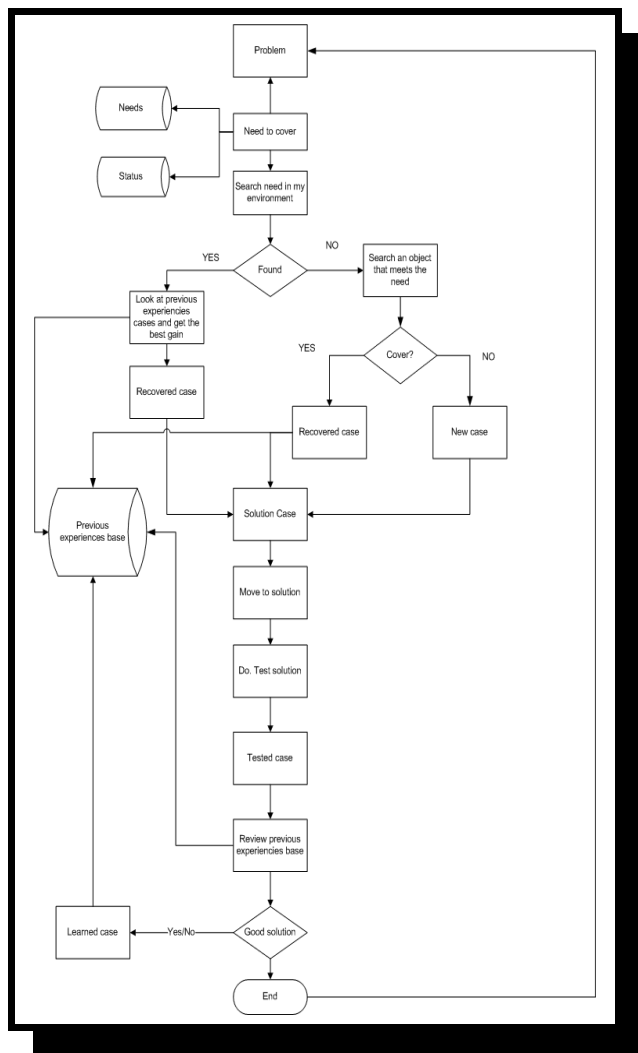 Problem
Needs
Need to cover
Status
Search need in my
environment
YES
NO
Found
Search an object
that meets the
need
Look at previous
experiencies
cases and get the
best gain
YES
Cover?
NO
Recovered case
Recovered case
New case
Previous
experiences base
Solution Case
Move to solution
Do. Test solution
Tested case
Review previous
experiencies base
Learned case
Yes/No
Good solution
End